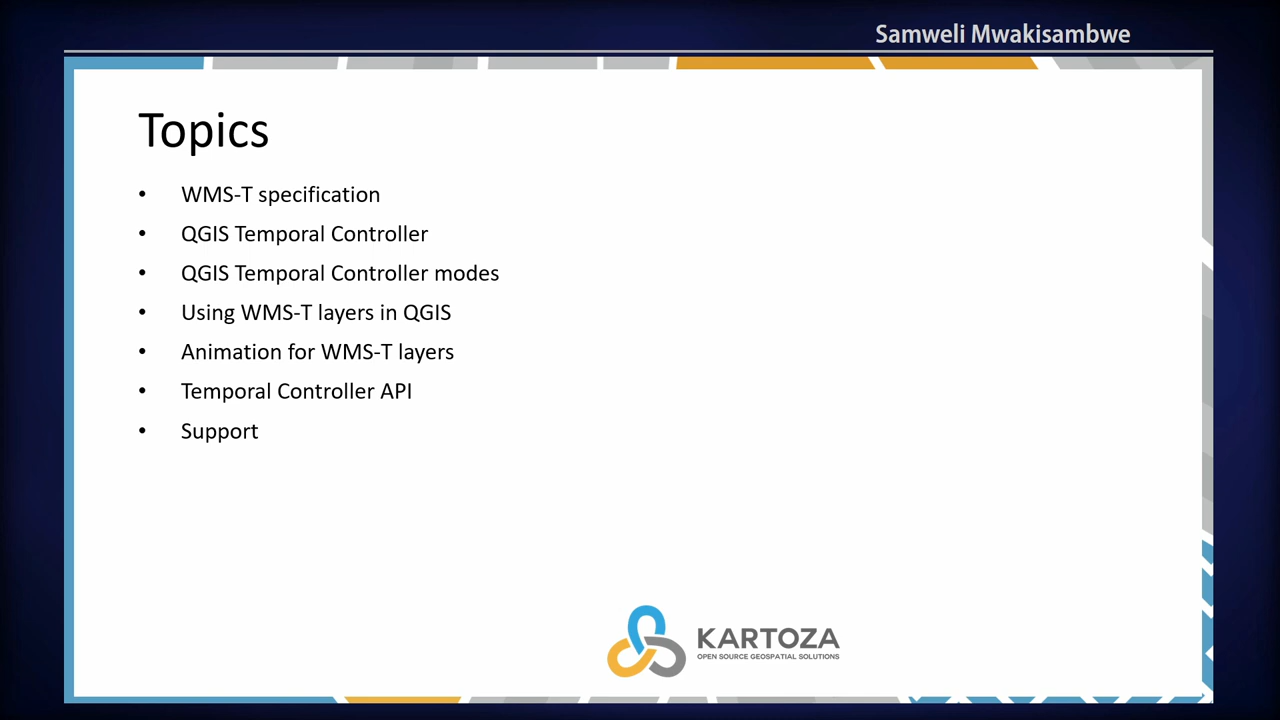 Samweli Mwakisambwe
Topics
• WMS-T specification
• QGIS Temporal Controller
• QGIS Temporal Controller modes
• Using WMS-T layers in QGIS
• Animation for WMS-T layers
• Temporal Controller API
• Support
KARTOZA
OPEN SOURCE GEOSPATIAL SOLUTIONS